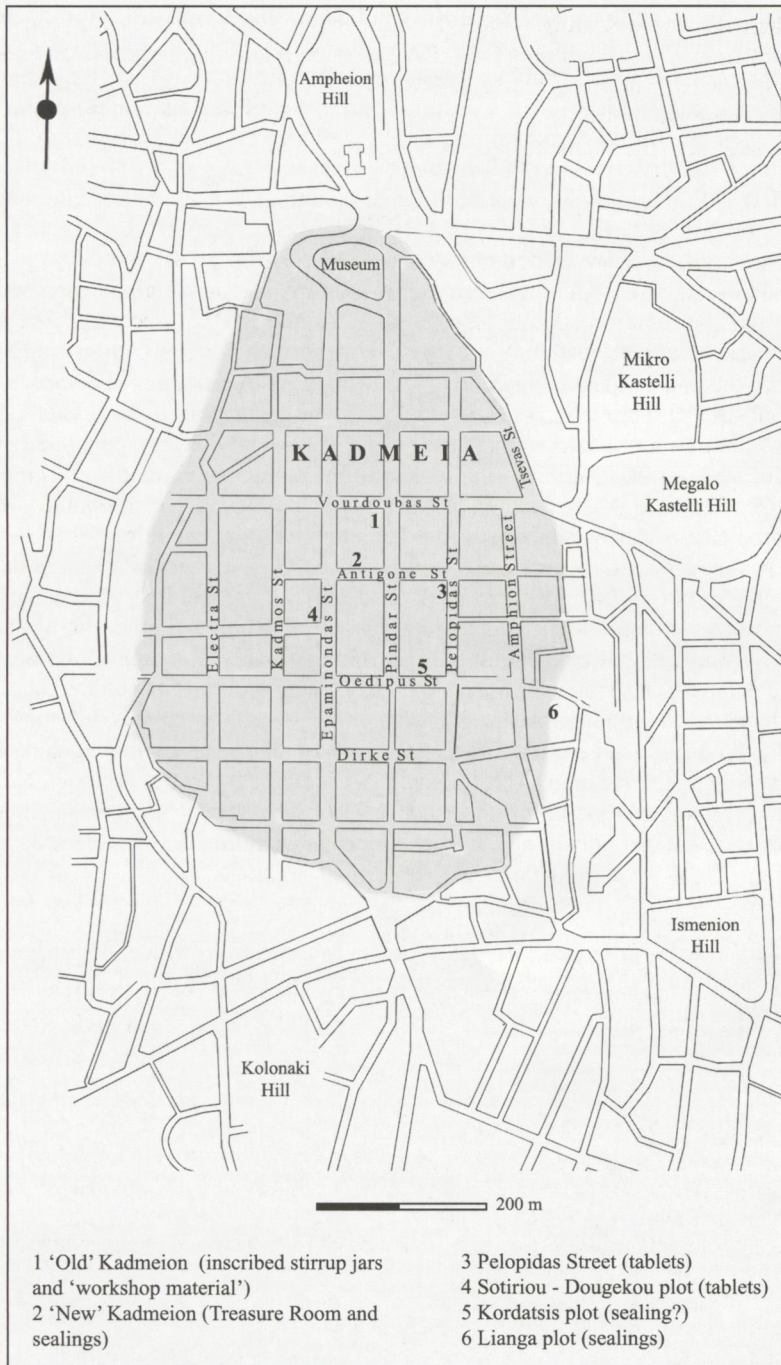 Ampheion
Hill
Museum
Mikro
Kastelli
Hill
Tsevas St
KADMEIA
Megalo
Kastelli Hill
Vourdoubas St
1
2
Antigone St
3
4
Electra St
Kadmos St
Epaminondas St
Pindar St
Pelopidas St
Amphion Street
5
Oedipus St
6
Dirke St
Ismenion
Hill
Kolonaki
Hill
200 m
1 ‘Old’ Kadmeion (inscribed stirrup jars
and ‘workshop material’)
2 ‘New’ Kadmeion (Treasure Room and
sealings)
3 Pelopidas Street (tablets)
4 Sotiriou - Dougekou plot (tablets)
5 Kordatsis plot (sealing?)
6 Lianga plot (sealings)